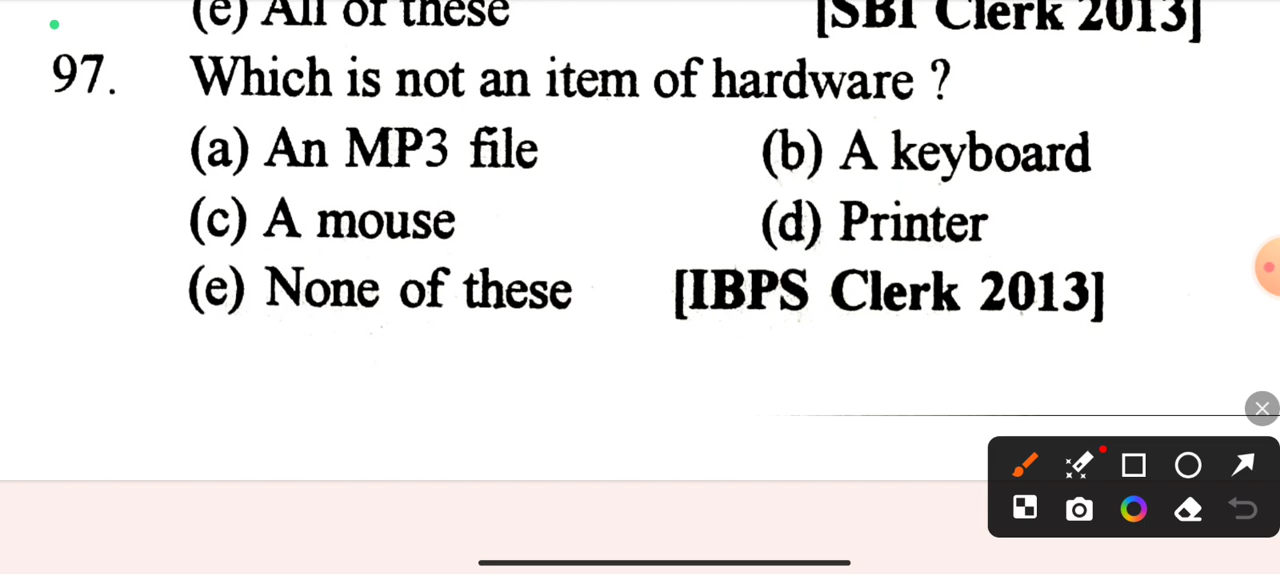 (e) All of these [SBI Clerk 2013]
97. Which is not an item of hardware ?
(a) An MP3 file (b) A keyboard
(c) A mouse (d) Printer
(e) None of these [IBPS Clerk 2013]